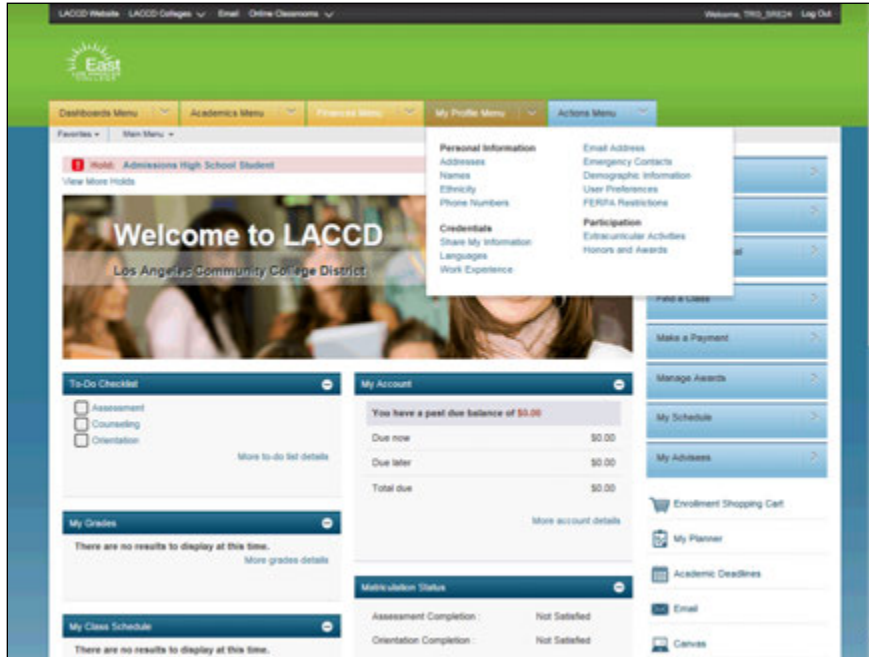 LACCD Website LACCD Colleges Email Online Classrooms Welcome, TRG_SR824 Log Out
East
LOS ANGELES
COLLEGE
Dashboards Menu Academics Menu Finances Menu My Profile Menu Actions Menu
Favorites Main Menu
Hold: Admissions High School Student
View More Holds
Welcome to LACCD
Los Angeles Community College District
Personal Information
Addresses
Names
Ethnicity
Phone Numbers
Credentials
Share My Information
Languages
Work Experience
Email Address
Emergency Contacts
Demographic Information
User Preferences
FERPA Restrictions
Participation
Extracurricular Activities
Honors and Awards
Find a Class
Make a Payment
Manage Awards
My Schedule
My Advisees
Enrollment Shopping Cart
My Planner
Academic Deadlines
Email
Canvas
To-Do Checklist
Assessment
Counseling
Orientation
More to-do list details
My Grades
There are no results to display at this time.
More grades details
My Class Schedule
There are no results to display at this time.
My Account
You have a past due balance of $0.00
Due now $0.00
Due later $0.00
Total due $0.00
More account details
Matriculation Status
Assessment Completion : Not Satisfied
Orientation Completion : Not Satisfied